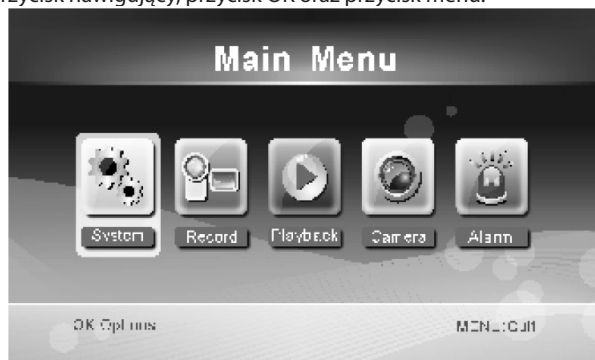 przycisk nawigujący, przycisk OK oraz przycisk menu.
Main Menu
System Record Playback Camera Alarm
OK:Options MENU:Quit